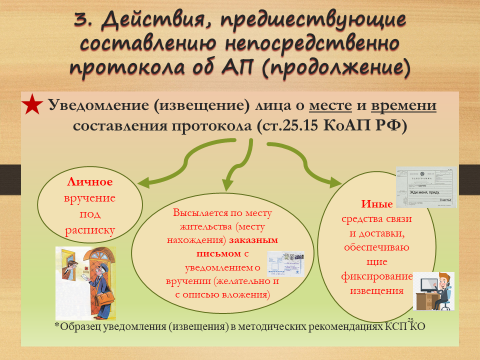 3. Действия, предшествующие
составлению непосредственно
протокола об АП (продолжение)
Уведомление (извещение) лица о месте и времени
составления протокола (ст.25.15 КоАП РФ)
Личное
вручение
под
расписку
Высылается по месту
жительства (месту
нахождения) заказным
письмом с
уведомлением о
вручении (желательно и
с описью вложения)
Иные
средства связи
и доставки,
обеспечиваю
щие
фиксирование
извещения
*Образец уведомления (извещения) в методических рекомендациях КСП КО